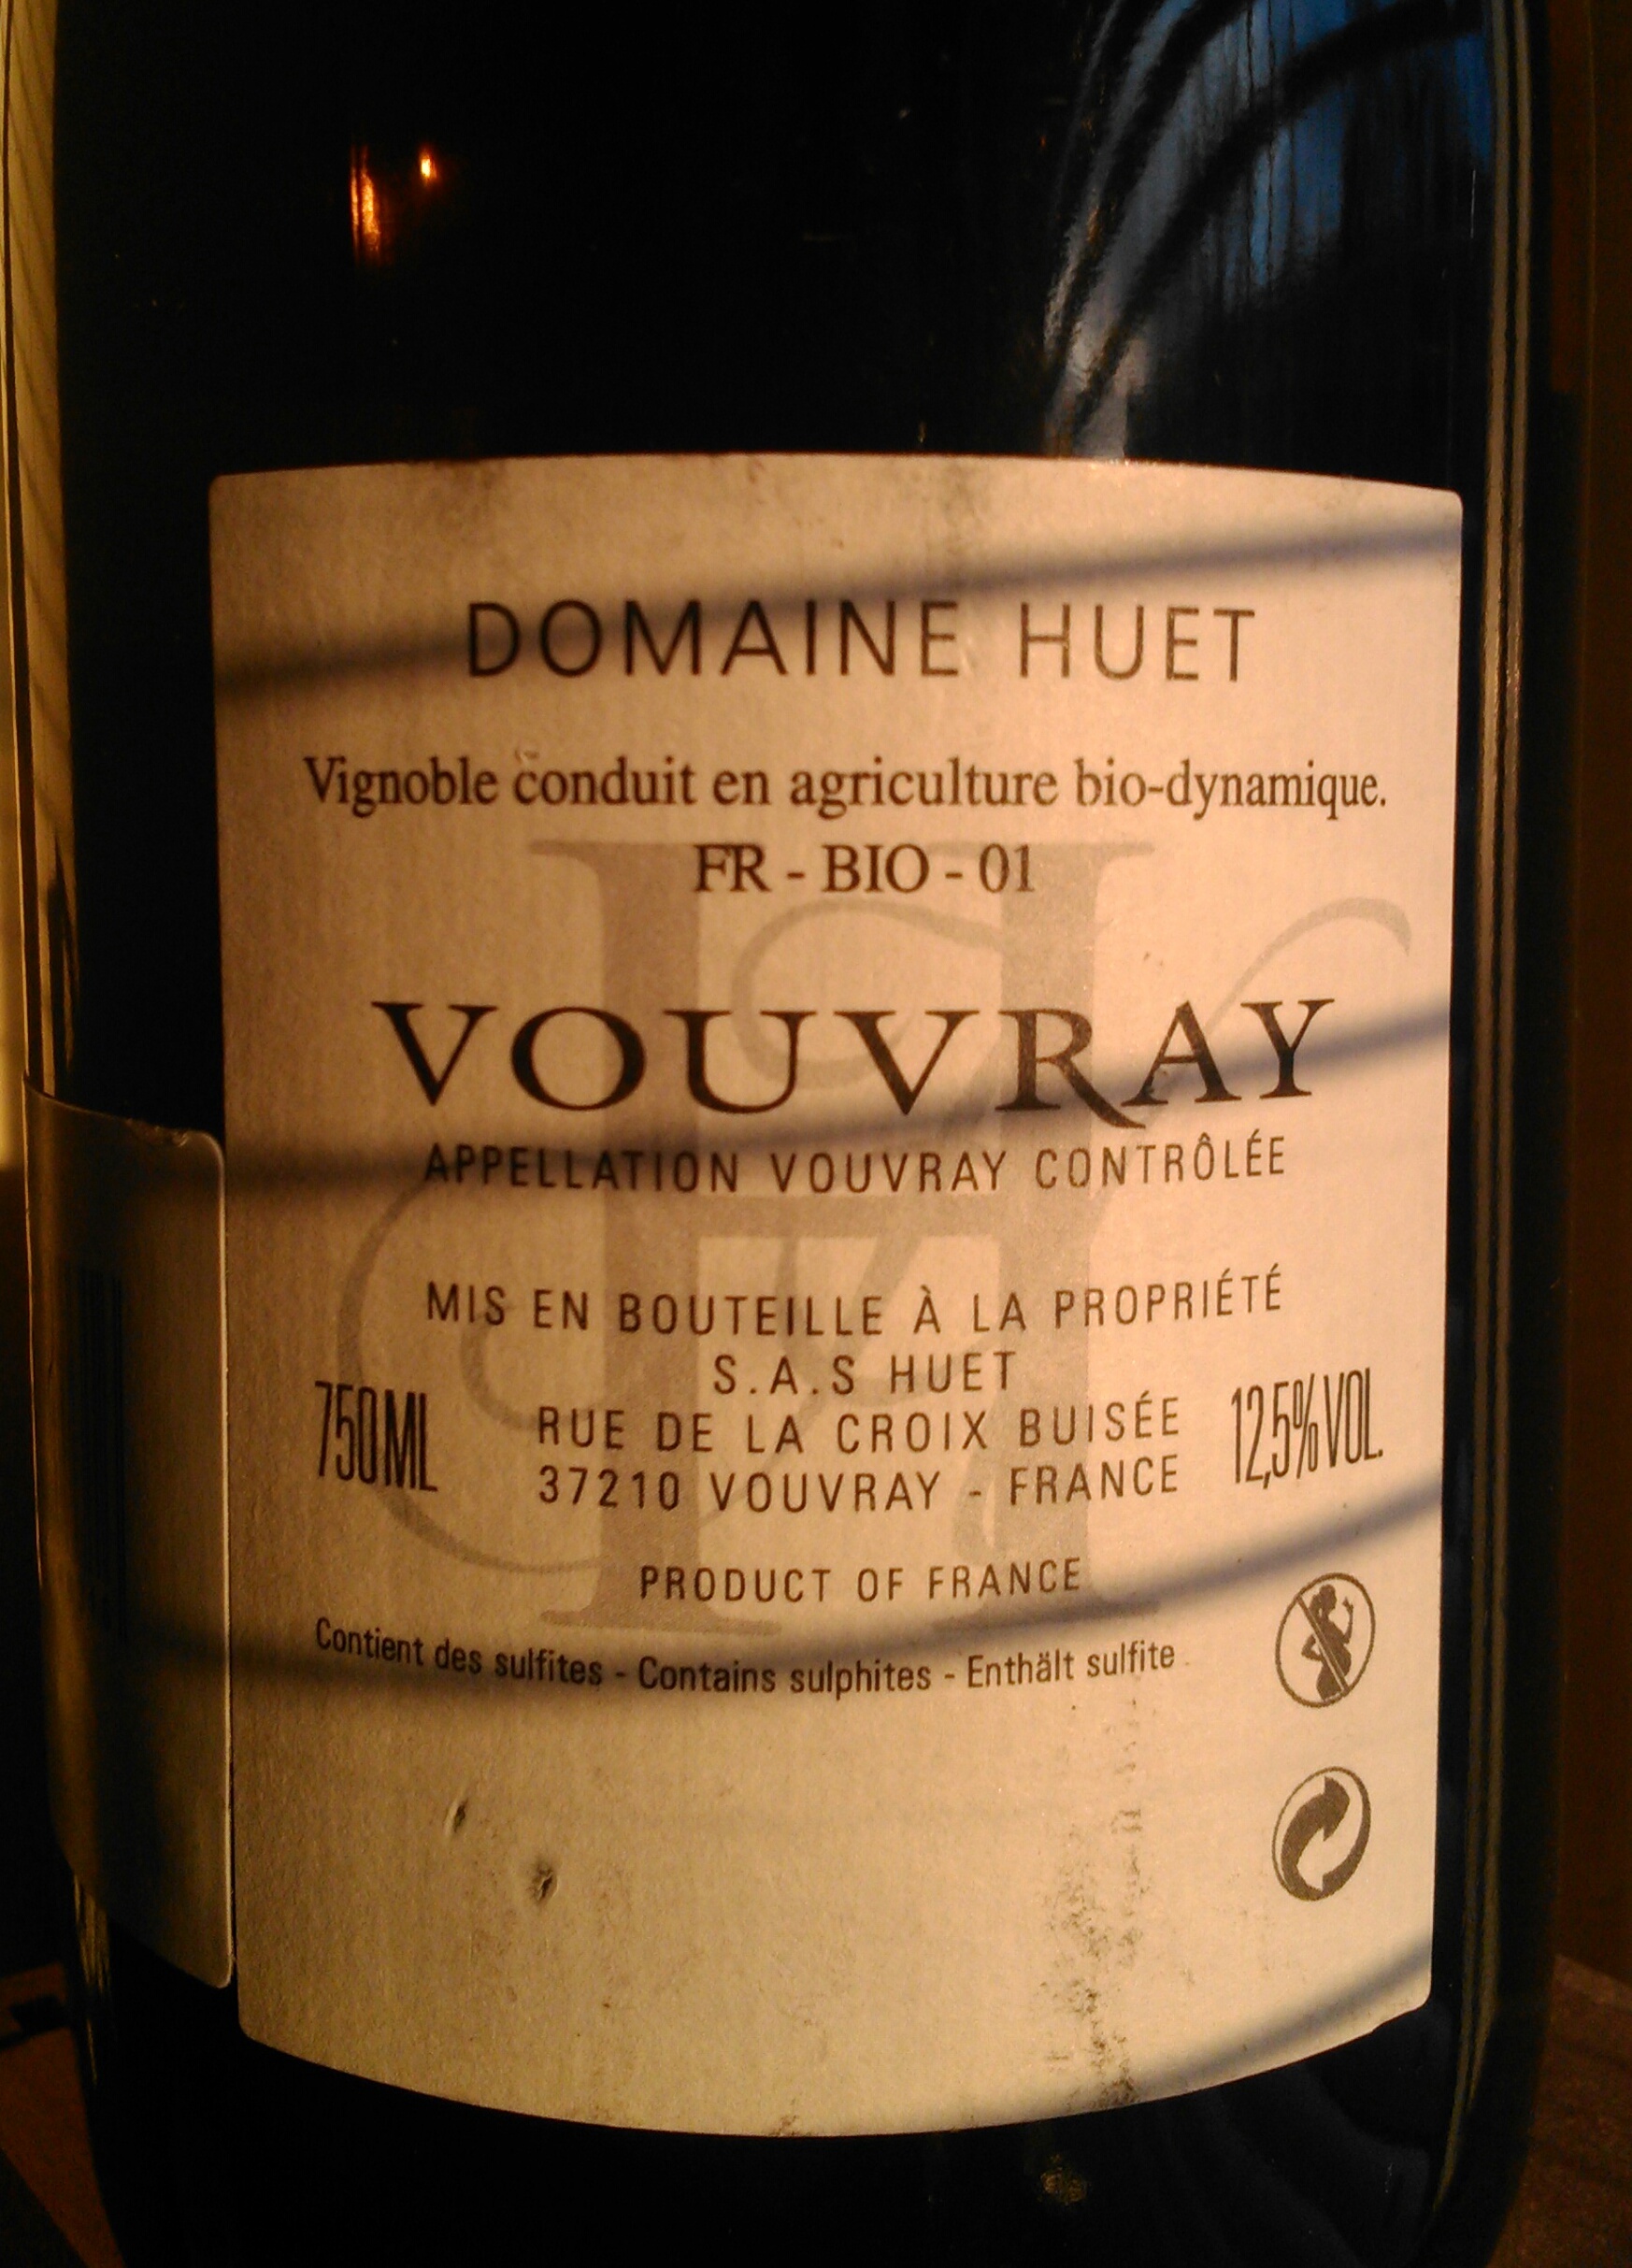 DOMAINE HUET
Vignoble conduit en agriculture bio-dynamique.
FR - BIO - 01
VOUVRAY
APPELLATION VOUVRAY CONTRÔLÉE
MIS EN BOUTEILLE À LA PROPRIÉTÉ
S.A.S HUET
RUE DE LA CROIX BUISÉE
37210 VOUVRAY - FRANCE
750ML
12,5%VOL.
PRODUCT OF FRANCE
Contient des sulfites - Contains sulphites - Enthält sulfite